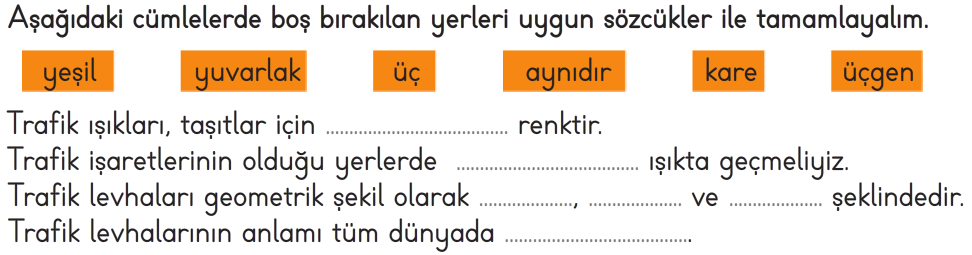 Aşağıdaki cümlelerde boş bırakılan yerleri uygun sözcükler ile tamamlayalım.
yeşil yuvarlak üç aynıdır kare üçgen
Trafik ışıkları, taşıtlar için ........................................ renktir.
Trafik işaretlerinin olduğu yerlerde ........................................ ışıkta geçmeliyiz.
Trafik levhaları geometrik şekil olarak ...................., .................... ve .................... şeklindedir.
Trafik levhalarının anlamı tüm dünyada ........................................